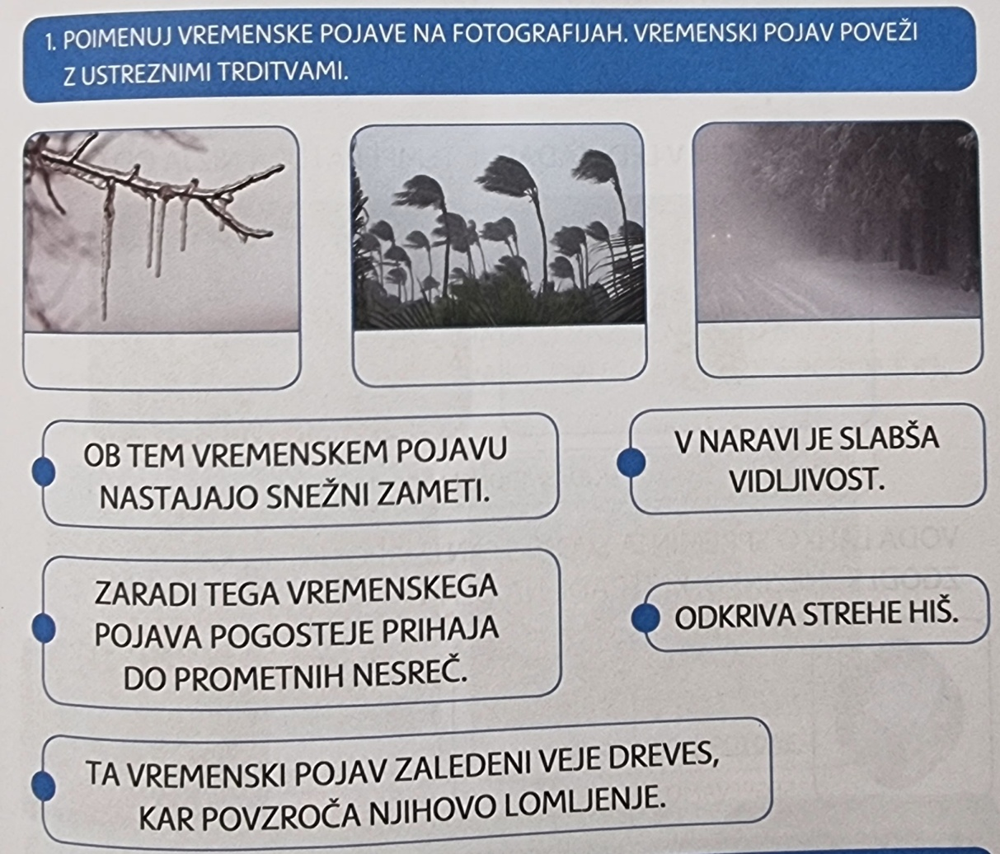 1. POIMENUJ VREMENSKE POJAVE NA FOTOGRAFIJAH. VREMENSKI POJAV POVEŽI
Z USTREZNIMI TRDITVAMI.
OB TEM VREMENSKEM POJAVU
NASTAJAJO SNEŽNI ZAMETI.
V NARAVI JE SLABŠA
VIDLJIVOST.
ZARADI TEGA VREMENSKEGA
POJAVA POGOSTEJE PRIHAJA
DO PROMETNIH NESREČ.
ODKRIVA STREHE HIŠ.
TA VREMENSKI POJAV ZALEDENI VEJE DREVES,
KAR POVZROČA NJIHOVO LOMLJENJE.